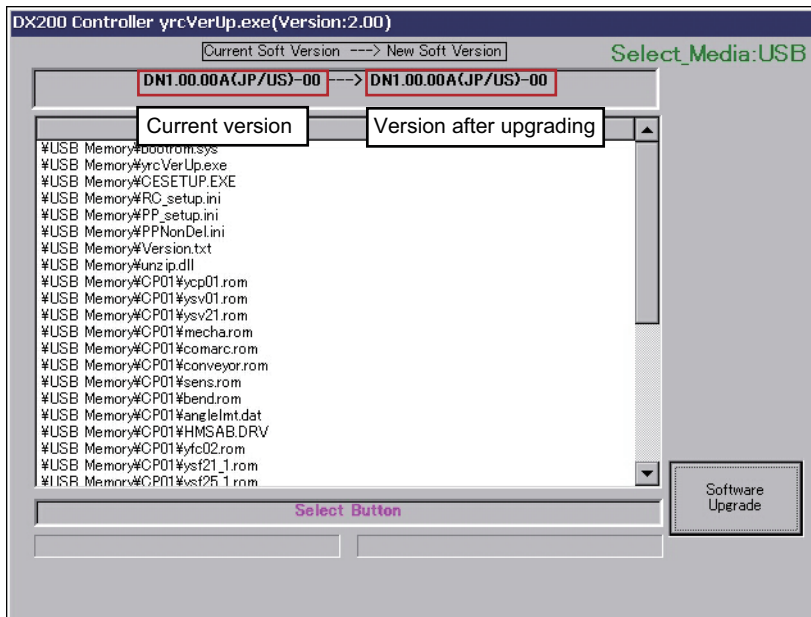 DX200 Controller yrcVerUp.exe(Version:2.00)
Current Soft Version ---> New Soft Version
Select_Media:USB
DN1.00.00A(JP/US)-00 ---> DN1.00.00A(JP/US)-00
Current version
Version after upgrading
¥USB Memory¥bootrom.sys
¥USB Memory¥yrcVerUp.exe
¥USB Memory¥CESETUP.EXE
¥USB Memory¥RC_setup.ini
¥USB Memory¥PP_setup.ini
¥USB Memory¥PPNonDel.ini
¥USB Memory¥Version.txt
¥USB Memory¥unzip.dll
¥USB Memory¥CP01¥ycp01.rom
¥USB Memory¥CP01¥ysv01.rom
¥USB Memory¥CP01¥ysv21.rom
¥USB Memory¥CP01¥mecha.rom
¥USB Memory¥CP01¥comarc.rom
¥USB Memory¥CP01¥conveyor.rom
¥USB Memory¥CP01¥sens.rom
¥USB Memory¥CP01¥bend.rom
¥USB Memory¥CP01¥anglelmt.dat
¥USB Memory¥CP01¥HMSAB.DRV
¥USB Memory¥CP01¥yfc02.rom
¥USB Memory¥CP01¥ysf21_1.rom
¥USB Memory¥CP01¥ysf25_1.rom
Software
Upgrade
Select Button